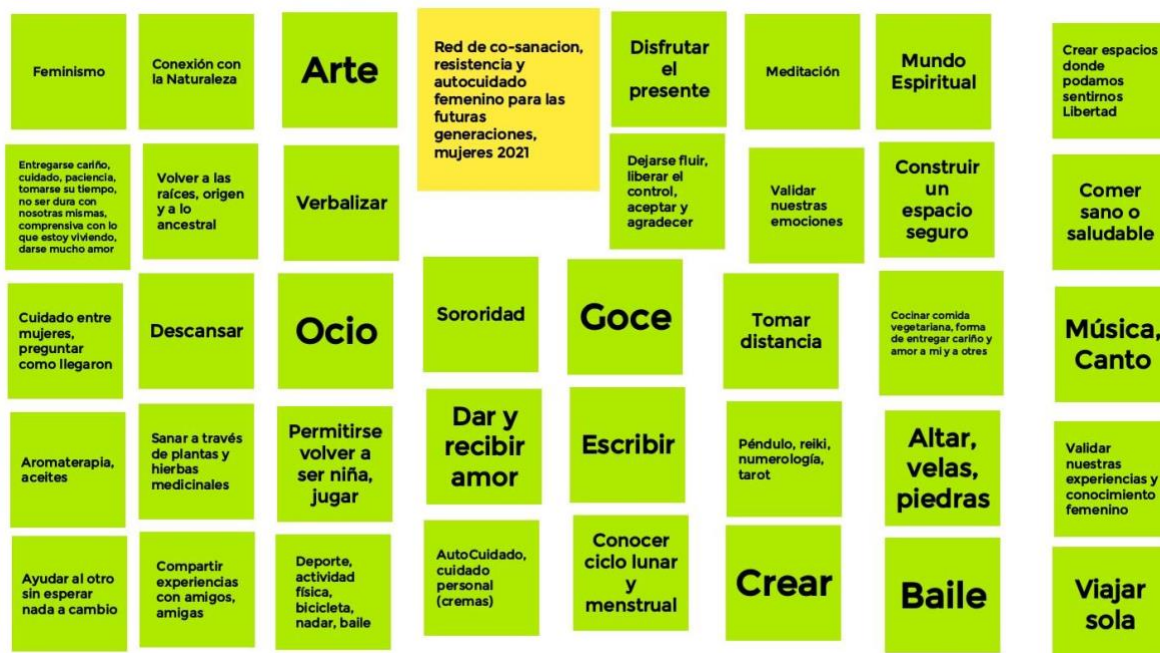 Feminismo
Conexión con
la Naturaleza
Arte
Red de co-sanacion,
resistencia y
autocuidado
femenino para las
futuras
generaciones,
mujeres 2021
Disfrutar
el
presente
Meditación
Mundo
Espiritual
Crear espacios
donde
podamos
sentirnos
Libertad
Entregarse cariño,
cuidado, paciencia,
tomarse su tiempo,
no ser dura con
nosotras mismas,
comprensiva con lo
que estoy viviendo,
darse mucho amor
Volver a las
raíces, origen
y a lo
ancestral
Verbalizar
Dejarse fluir,
liberar el
control,
aceptar y
agradecer
Validar
nuestras
emociones
Construir
un
espacio
seguro
Comer
sano o
saludable
Cuidado entre
mujeres,
preguntar
como llegaron
Descansar
Ocio
Sororidad
Goce
Tomar
distancia
Cocinar comida
vegetariana, forma
de entregar cariño y
amor a mi y a otres
Música,
Canto
Aromaterapia,
aceites
Sanar a través
de plantas y
hierbas
medicinales
Permitirse
volver a
ser niña,
jugar
Dar y
recibir
amor
Escribir
Péndulo, reiki,
numerología,
tarot
Altar,
velas,
piedras
Validar
nuestras
experiencias y
conocimiento
femenino
Ayudar al otro
sin esperar
nada a cambio
Compartir
experiencias
con amigos,
amigas
Deporte,
actividad
física,
bicicleta,
nadar, baile
AutoCuidado,
cuidado
personal
(cremas)
Conocer
ciclo lunar
y
menstrual
Crear
Baile
Viajar
sola